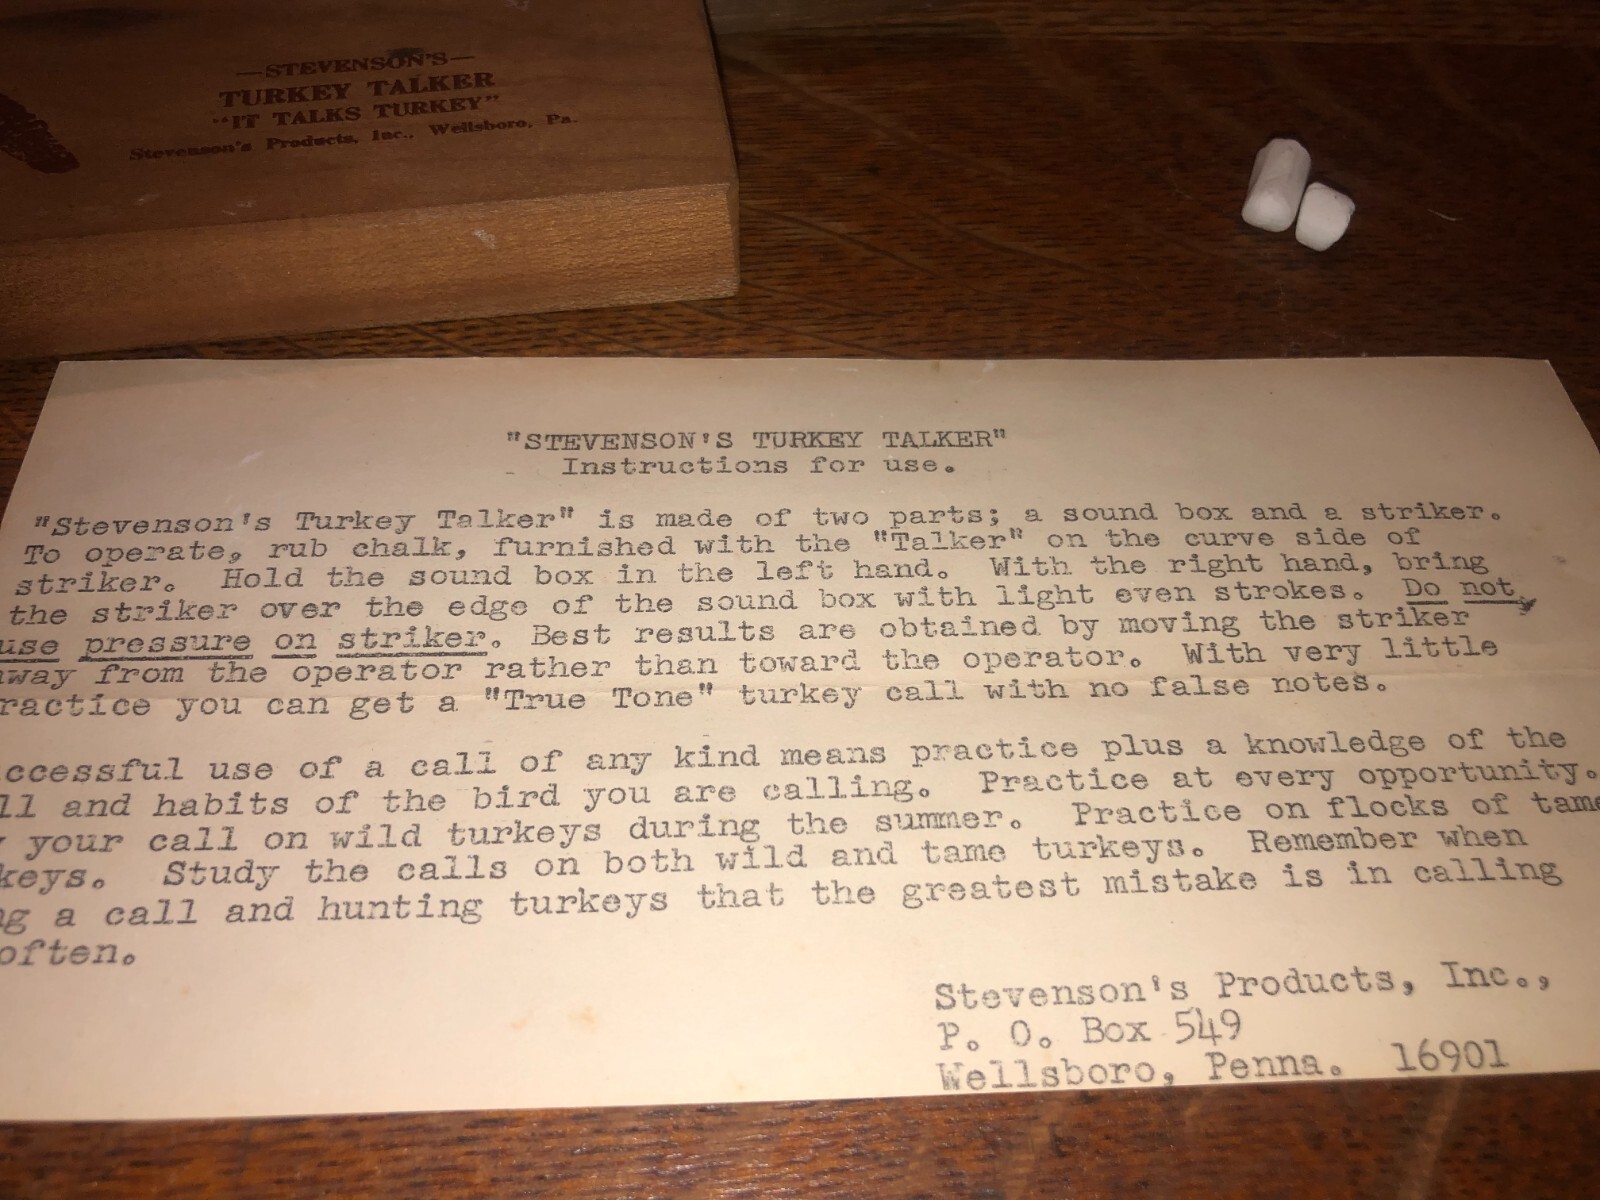 —STEVENSON'S—
TURKEY TALKER
"IT TALKS TURKEY"
Stevenson's Products, Inc., Wellsboro, Pa.
"STEVENSON'S TURKEY TALKER"
Instructions for use.
"Stevenson's Turkey Talker" is made of two parts; a sound box and a striker.
To operate, rub chalk, furnished with the "Talker" on the curve side of
striker. Hold the sound box in the left hand. With the right hand, bring
the striker over the edge of the sound box with light even strokes. Do not
use pressure on striker. Best results are obtained by moving the striker
away from the operator rather than toward the operator. With very little
ractice you can get a "True Tone" turkey call with no false notes.
ccessful use of a call of any kind means practice plus a knowledge of the
ll and habits of the bird you are calling. Practice at every opportunity.
your call on wild turkeys during the summer. Practice on flocks of tame
keys. Study the calls on both wild and tame turkeys. Remember when
ng a call and hunting turkeys that the greatest mistake is in calling
often.
Stevenson's Products, Inc.,
P. O. Box 549
Wellsboro, Penna. 16901